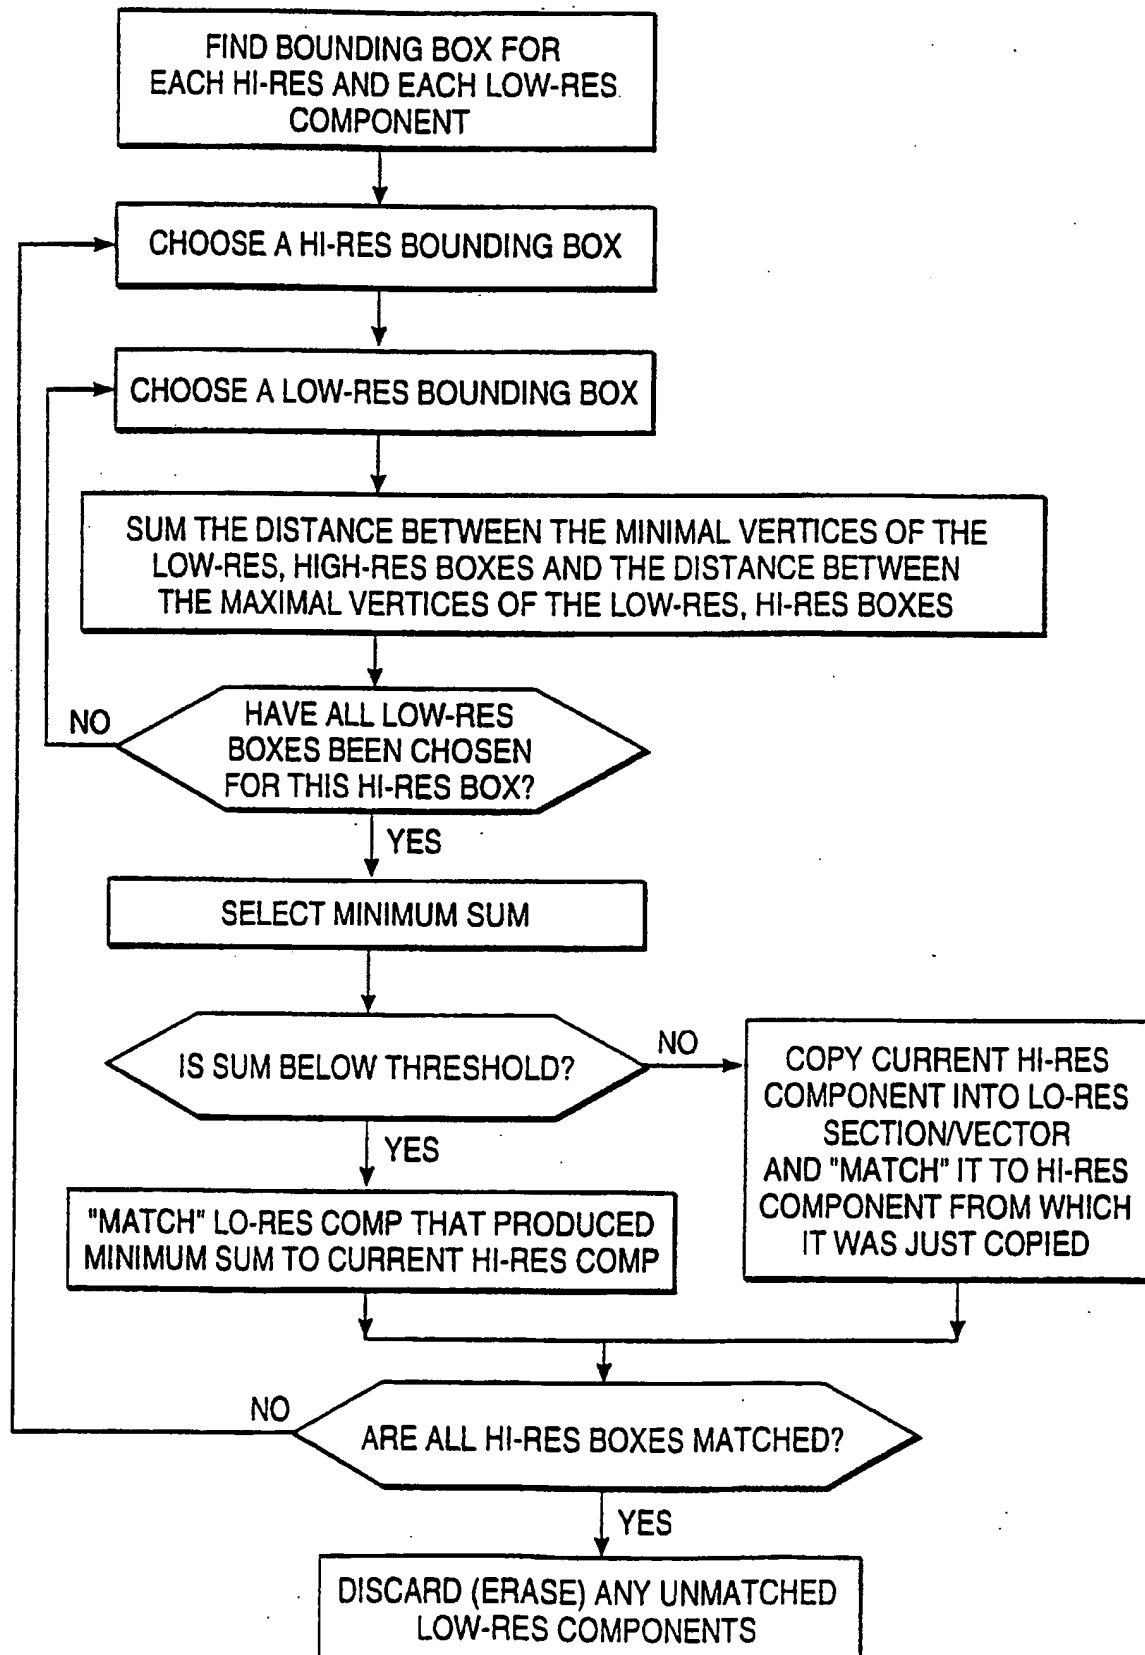 FIND BOUNDING BOX FOR
EACH HI-RES AND EACH LOW-RES
COMPONENT
CHOOSE A HI-RES BOUNDING BOX
CHOOSE A LOW-RES BOUNDING BOX
SUM THE DISTANCE BETWEEN THE MINIMAL VERTICES OF THE
LOW-RES, HIGH-RES BOXES AND THE DISTANCE BETWEEN
THE MAXIMAL VERTICES OF THE LOW-RES, HI-RES BOXES
NO
HAVE ALL LOW-RES
BOXES BEEN CHOSEN
FOR THIS HI-RES BOX?
YES
SELECT MINIMUM SUM
IS SUM BELOW THRESHOLD?
NO
YES
COPY CURRENT HI-RES
COMPONENT INTO LO-RES
SECTION/VECTOR
AND "MATCH" IT TO HI-RES
COMPONENT FROM WHICH
IT WAS JUST COPIED
"MATCH" LO-RES COMP THAT PRODUCED
MINIMUM SUM TO CURRENT HI-RES COMP
NO
ARE ALL HI-RES BOXES MATCHED?
YES
DISCARD (ERASE) ANY UNMATCHED
LOW-RES COMPONENTS